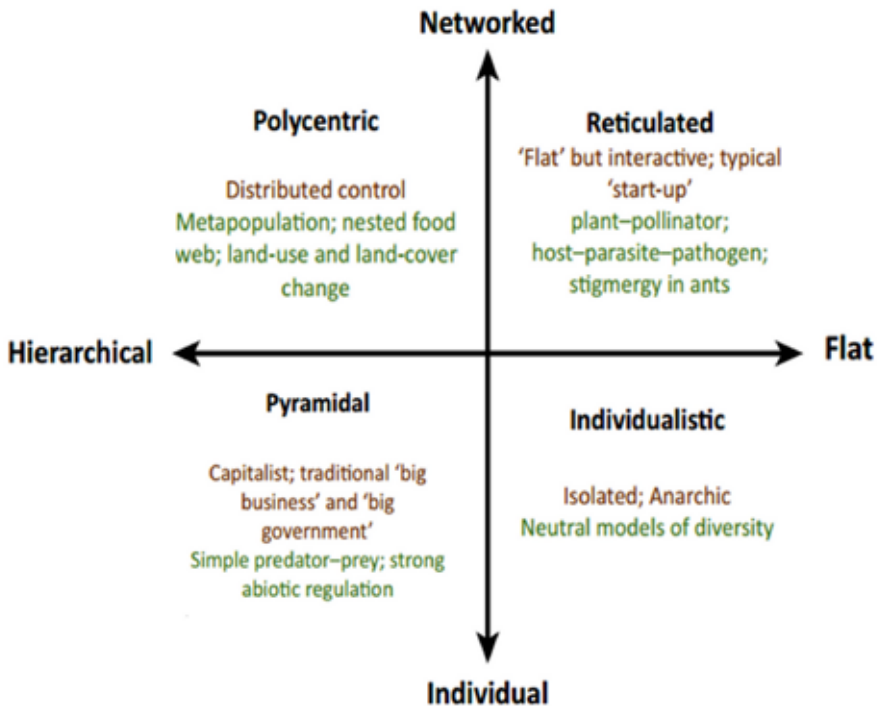 Networked
Polycentric
Distributed control
Metapopulation; nested food
web; land-use and land-cover
change
Reticulated
‘Flat’ but interactive; typical
‘start-up’
plant–pollinator;
host–parasite–pathogen;
stigmergy in ants
Hierarchical
Flat
Pyramidal
Capitalist; traditional ‘big
business’ and ‘big
government’
Simple predator–prey; strong
abiotic regulation
Individualistic
Isolated; Anarchic
Neutral models of diversity
Individual